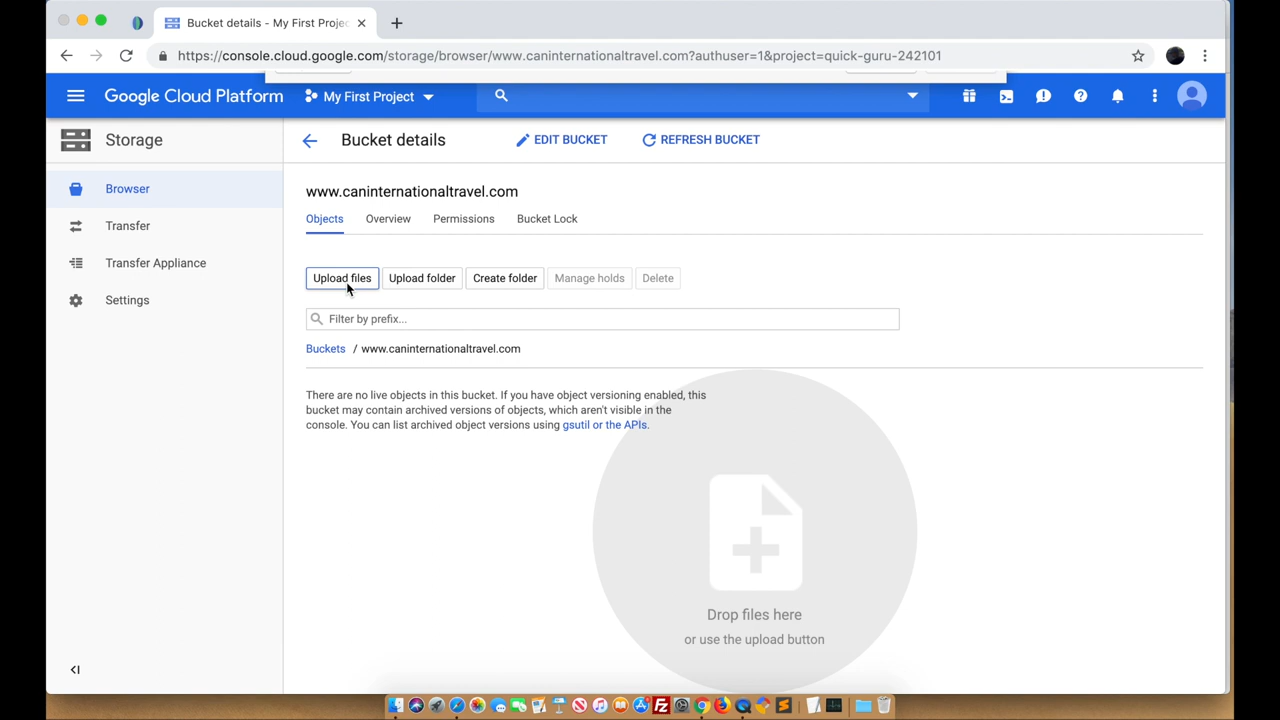 Bucket details - My First Projec
https://console.cloud.google.com/storage/browser/www.caninternationaltravel.com?authuser=1&project=quick-guru-242101
Google Cloud Platform
My First Project
Storage
Bucket details
EDIT BUCKET
REFRESH BUCKET
Browser
Transfer
Transfer Appliance
Settings
www.caninternationaltravel.com
Objects Overview Permissions Bucket Lock
Upload files Upload folder Create folder Manage holds Delete
Filter by prefix...
Buckets / www.caninternationaltravel.com
There are no live objects in this bucket. If you have object versioning enabled, this
bucket may contain archived versions of objects, which aren't visible in the
console. You can list archived object versions using gsutil or the APIs.
Drop files here
or use the upload button